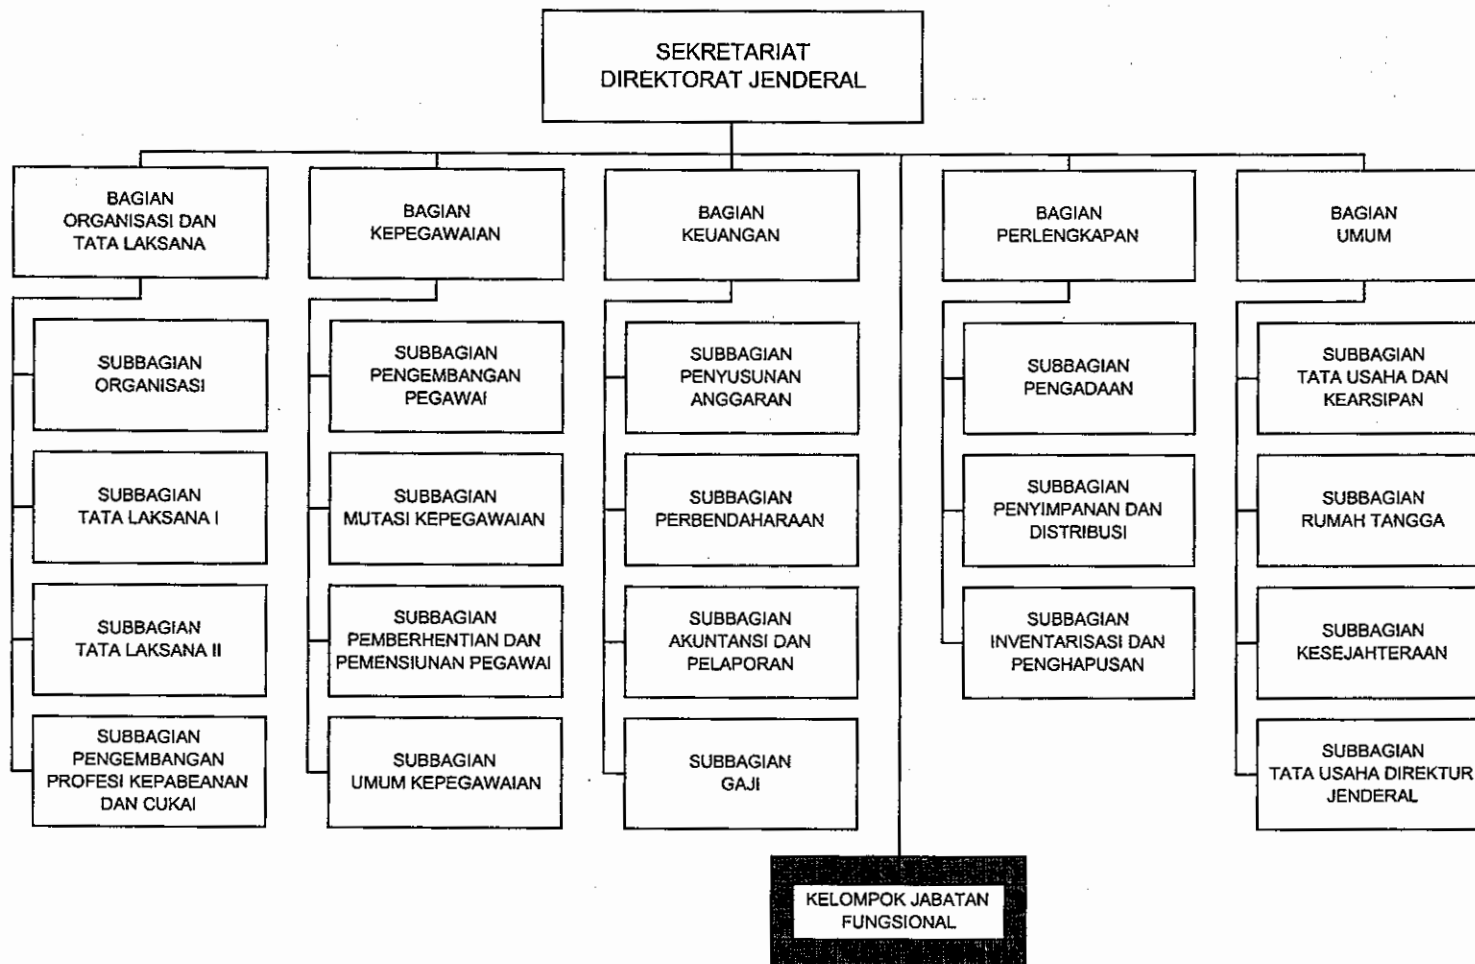 SEKRETARIAT
DIREKTORAT JENDERAL
BAGIAN
ORGANISASI DAN
TATA LAKSANA
BAGIAN
KEPEGAWAIAN
BAGIAN
KEUANGAN
BAGIAN
PERLENGKAPAN
BAGIAN
UMUM
SUBBAGIAN
ORGANISASI
SUBBAGIAN
PENGEMBANGAN
PEGAWAI
SUBBAGIAN
PENYUSUNAN
ANGGARAN
SUBBAGIAN
PENGADAAN
SUBBAGIAN
TATA USAHA DAN
KEARSIPAN
SUBBAGIAN
TATA LAKSANA I
SUBBAGIAN
MUTASI KEPEGAWAIAN
SUBBAGIAN
PERBENDAHARAAN
SUBBAGIAN
PENYIMPANAN DAN
DISTRIBUSI
SUBBAGIAN
RUMAH TANGGA
SUBBAGIAN
TATA LAKSANA II
SUBBAGIAN
PEMBERHENTIAN DAN
PEMENSIUNAN PEGAWAI
SUBBAGIAN
AKUNTANSI DAN
PELAPORAN
SUBBAGIAN
INVENTARISASI DAN
PENGHAPUSAN
SUBBAGIAN
KESEJAHTERAAN
SUBBAGIAN
PENGEMBANGAN
PROFESI KEPABEANAN
DAN CUKAI
SUBBAGIAN
UMUM KEPEGAWAIAN
SUBBAGIAN
GAJI
SUBBAGIAN
TATA USAHA DIREKTUR
JENDERAL
KELOMPOK JABATAN
FUNGSIONAL